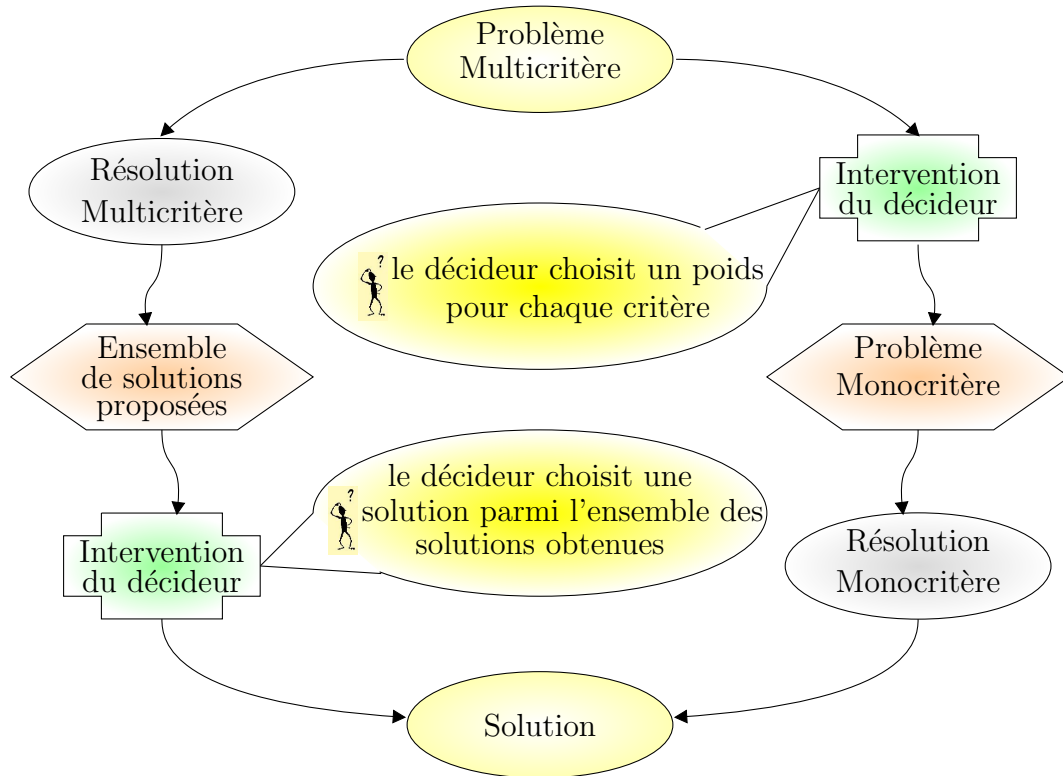 Problème
Multicritère
Résolution
Multicritère
Intervention
du décideur
?
le décideur choisit un poids
pour chaque critère
Ensemble
de solutions
proposées
Problème
Monocritère
?
le décideur choisit une
solution parmi l'ensemble des
solutions obtenues
Intervention
du décideur
Résolution
Monocritère
Solution